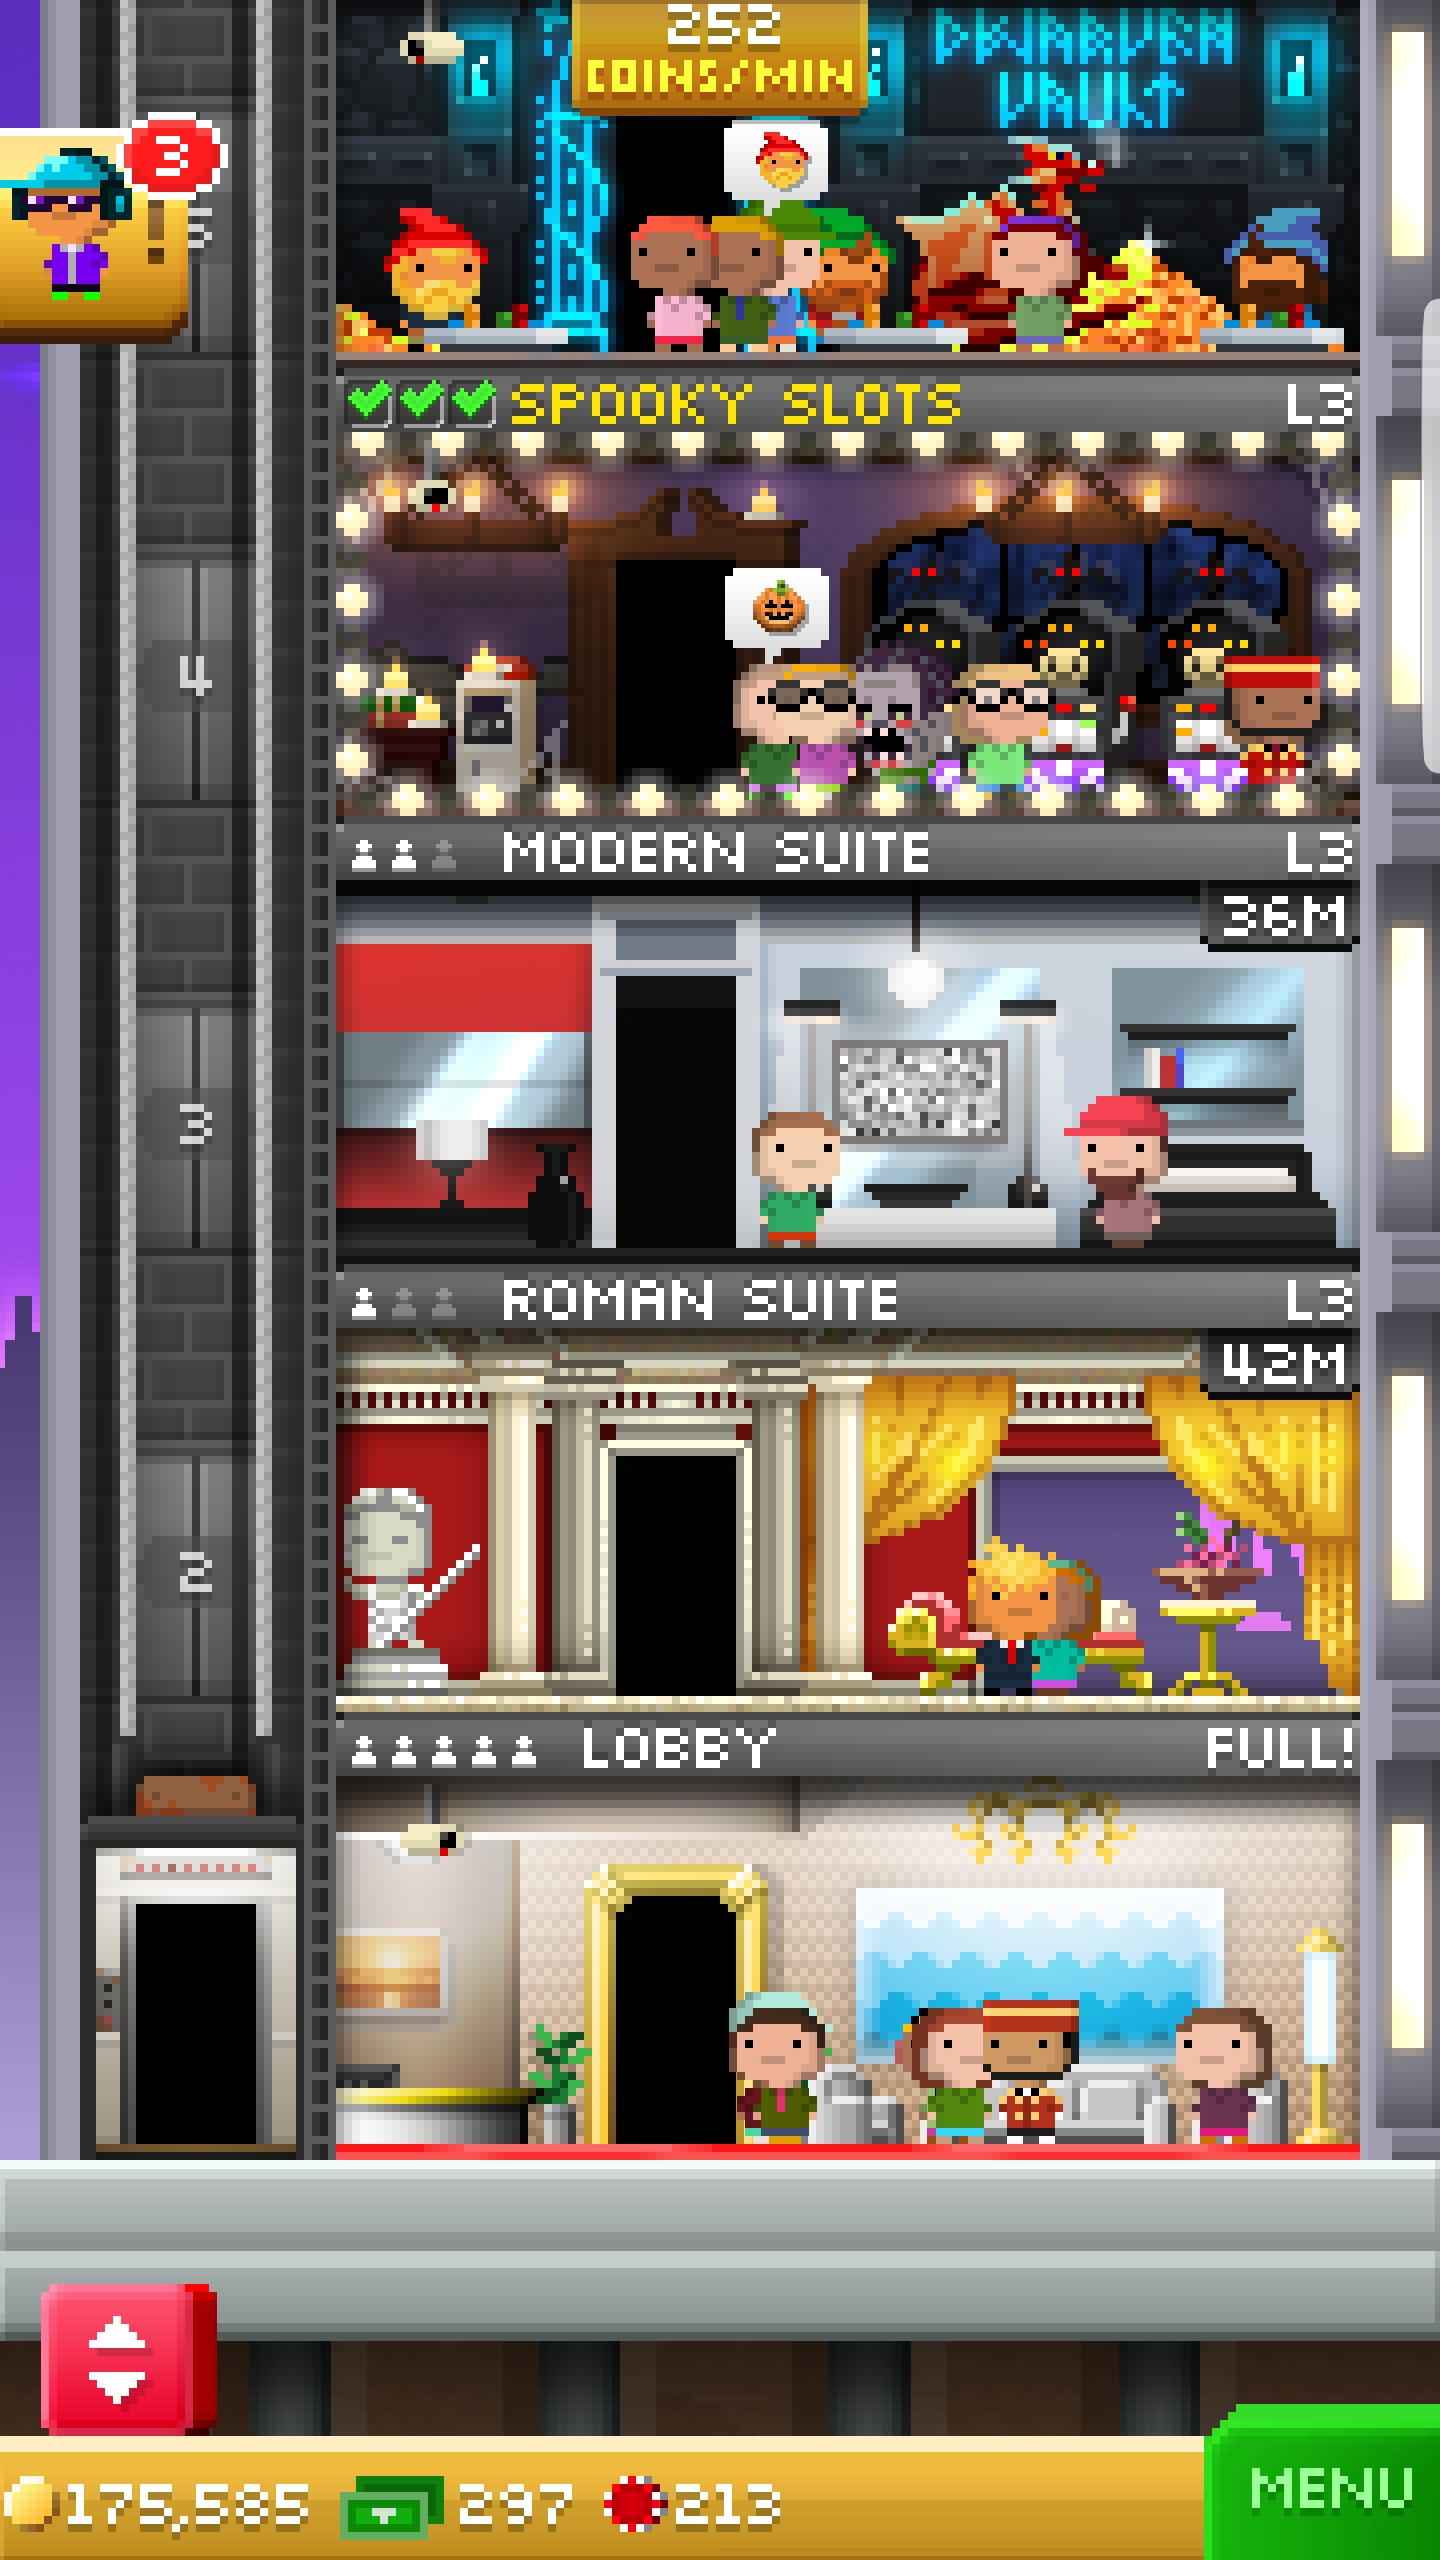 252
COINS/MIN
DWARVEN
VAULT
3
5
SPOOKY SLOTS L3
4
MODERN SUITE L3
36M
3
ROMAN SUITE L3
42M
2
LOBBY FULL!
175,585 297 213
MENU